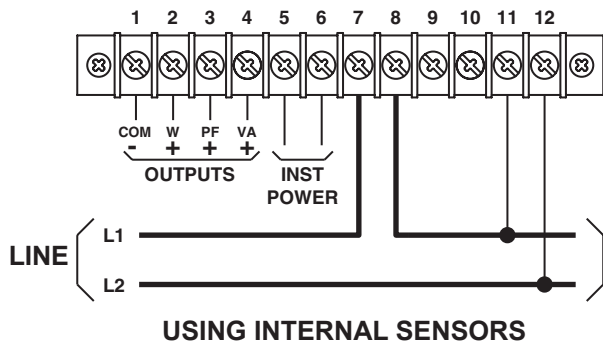 1 2 3 4 5 6 7 8 9 10 11 12
COM W PF VA
- + + +
OUTPUTS
INST
POWER
L1
LINE
L2
USING INTERNAL SENSORS